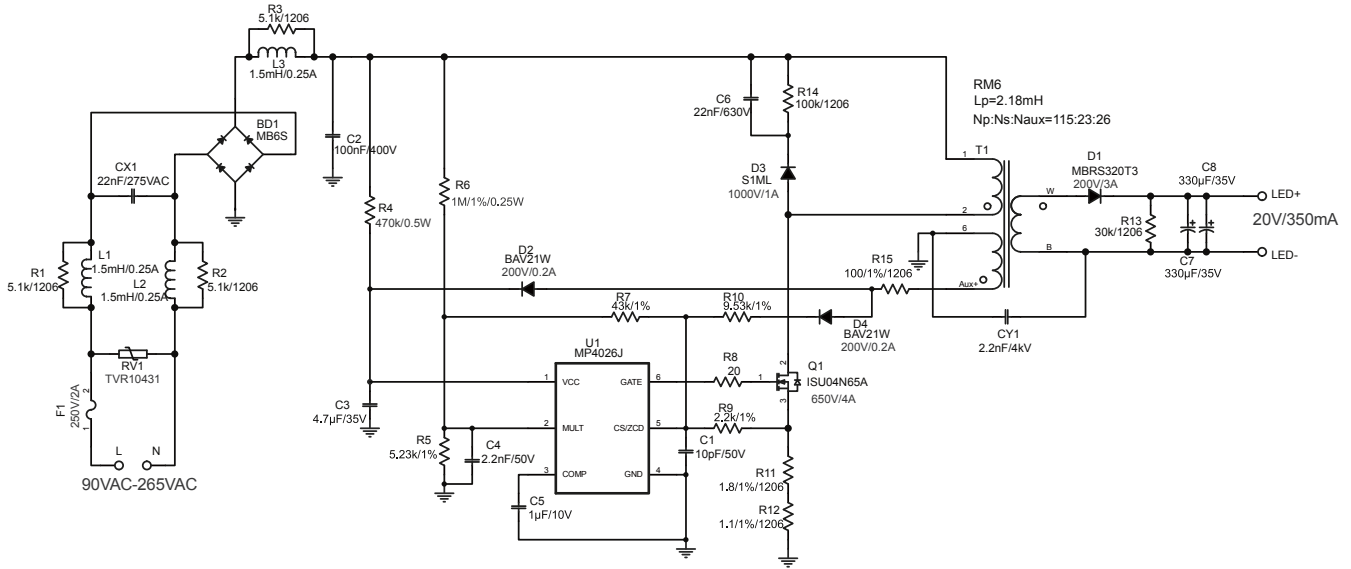 R3
5.1k/1206
L3
1.5mH/0.25A
BD1
MB6S
CX1
22nF/275VAC
C2
100nF/400V
R4
470k/0.5W
R6
1M/1%/0.25W
C6
22nF/630V
R14
100k/1206
D3
S1ML
1000V/1A
RM6
Lp=2.18mH
Np:Ns:Naux=115:23:26
T1
1
2
6
Aux+
W
B
D1
MBRS320T3
200V/3A
R13
30k/1206
C8
330μF/35V
C7
330μF/35V
LED+
20V/350mA
LED-
R1
5.1k/1206
L1
1.5mH/0.25A
L2
1.5mH/0.25A
R2
5.1k/1206
D2
BAV21W
200V/0.2A
R15
100/1%/1206
R7
43k/1%
R10
9.53k/1%
D4
BAV21W
200V/0.2A
CY1
2.2nF/4kV
RV1
TVR10431
F1
250V/2A
2
1
L
N
90VAC-265VAC
C3
4.7μF/35V
U1
MP4026J
1
VCC
GATE
6
2
MULT
CS/ZCD
5
3
COMP
GND
4
R8
20
2
1
3
Q1
ISU04N65A
650V/4A
R9
2.2k/1%
R5
5.23k/1%
C4
2.2nF/50V
C1
10pF/50V
C5
1μF/10V
R11
1.8/1%/1206
R12
1.1/1%/1206